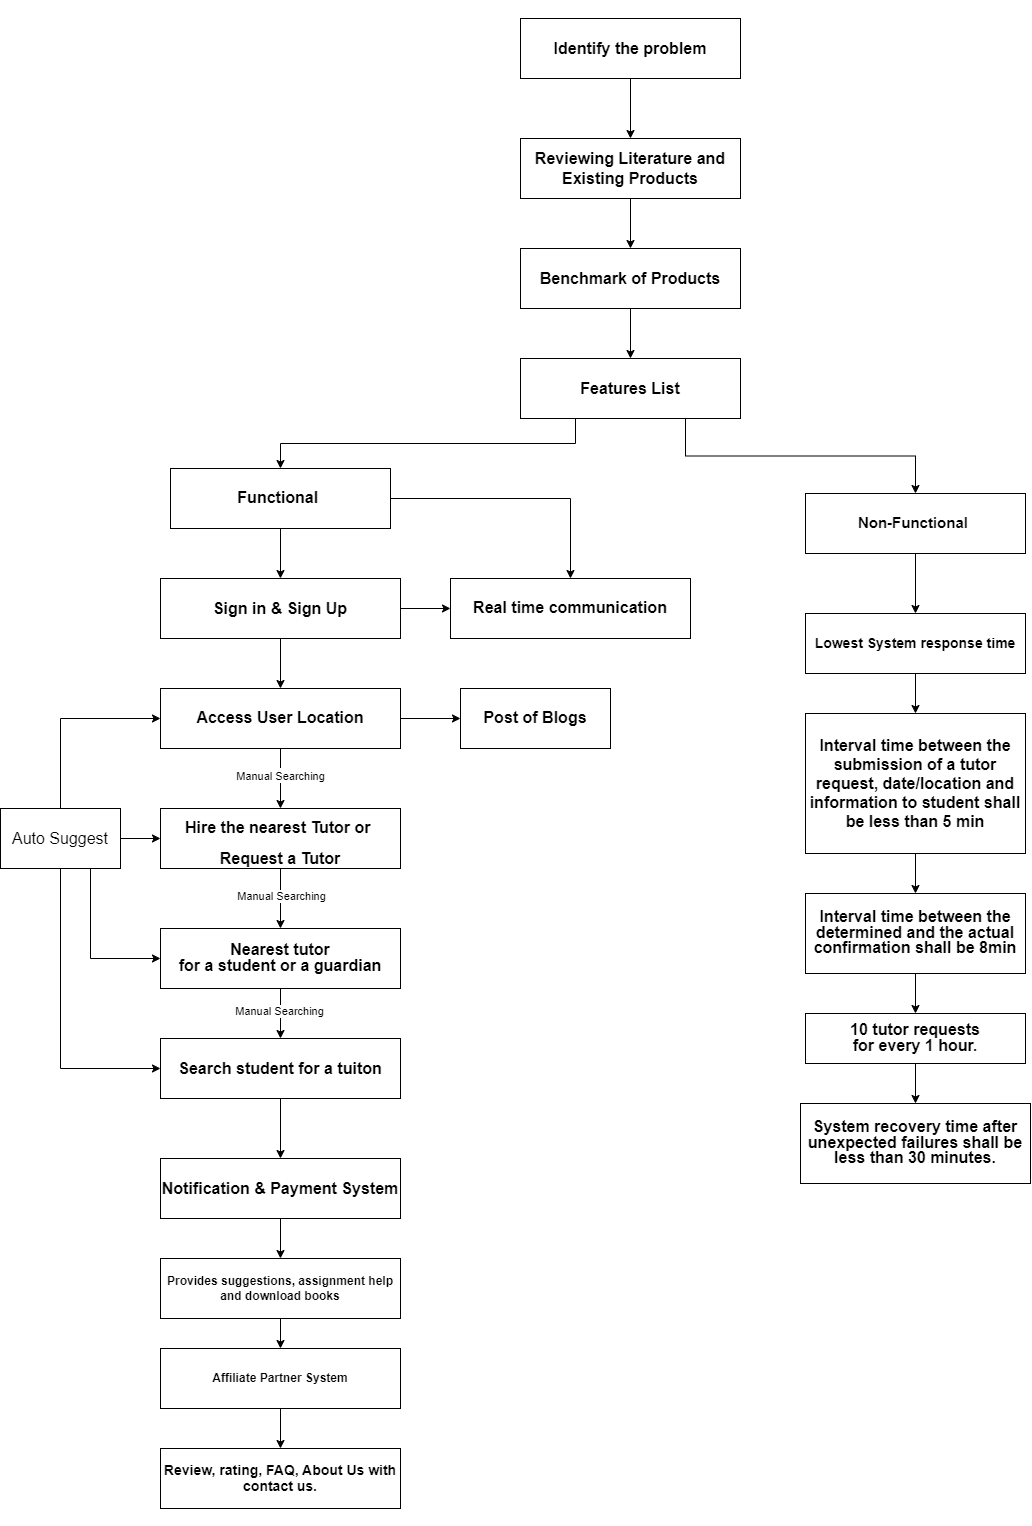 Identify the problem
Reviewing Literature and
Existing Products
Benchmark of Products
Features List
Functional
Non-Functional
Sign in & Sign Up
Real time communication
Lowest System response time
Access User Location
Post of Blogs
Interval time between the
submission of a tutor
request, date/location and
information to student shall
be less than 5 min
Manual Searching
Auto Suggest
Hire the nearest Tutor or
Request a Tutor
Manual Searching
Interval time between the
determined and the actual
confirmation shall be 8min
Nearest tutor
for a student or a guardian
Manual Searching
10 tutor requests
for every 1 hour.
Search student for a tuiton
System recovery time after
unexpected failures shall be
less than 30 minutes.
Notification & Payment System
Provides suggestions, assignment help
and download books
Affiliate Partner System
Review, rating, FAQ, About Us with
contact us.